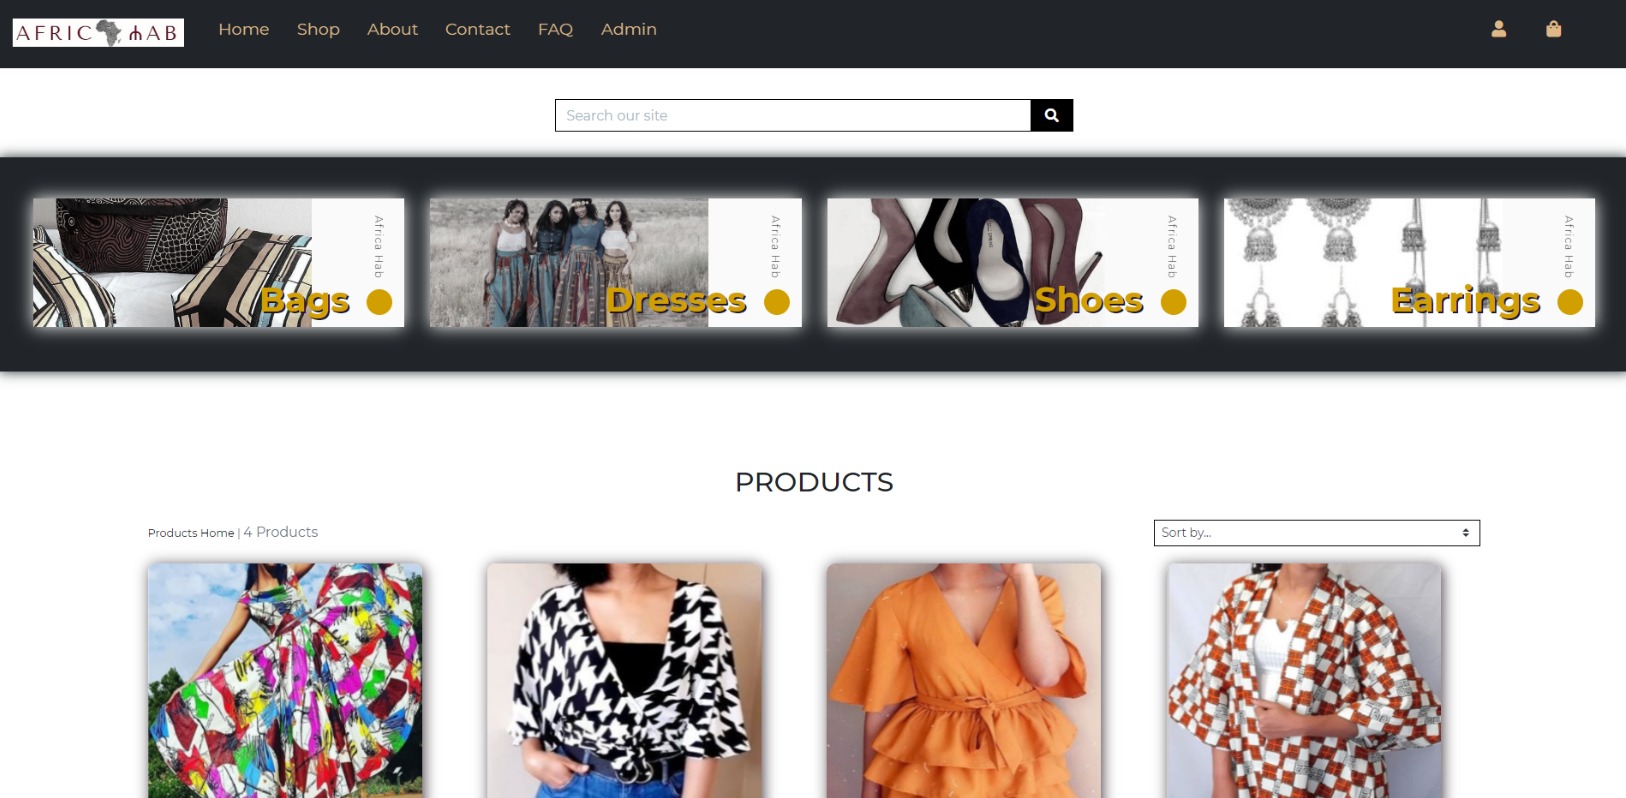 AFRIC HAB
Home Shop About Contact FAQ Admin
Search our site
Africa Hab
Bags
Africa Hab
Dresses
Africa Hab
Shoes
Africa Hab
Earrings
PRODUCTS
Products Home | 4 Products
Sort by...